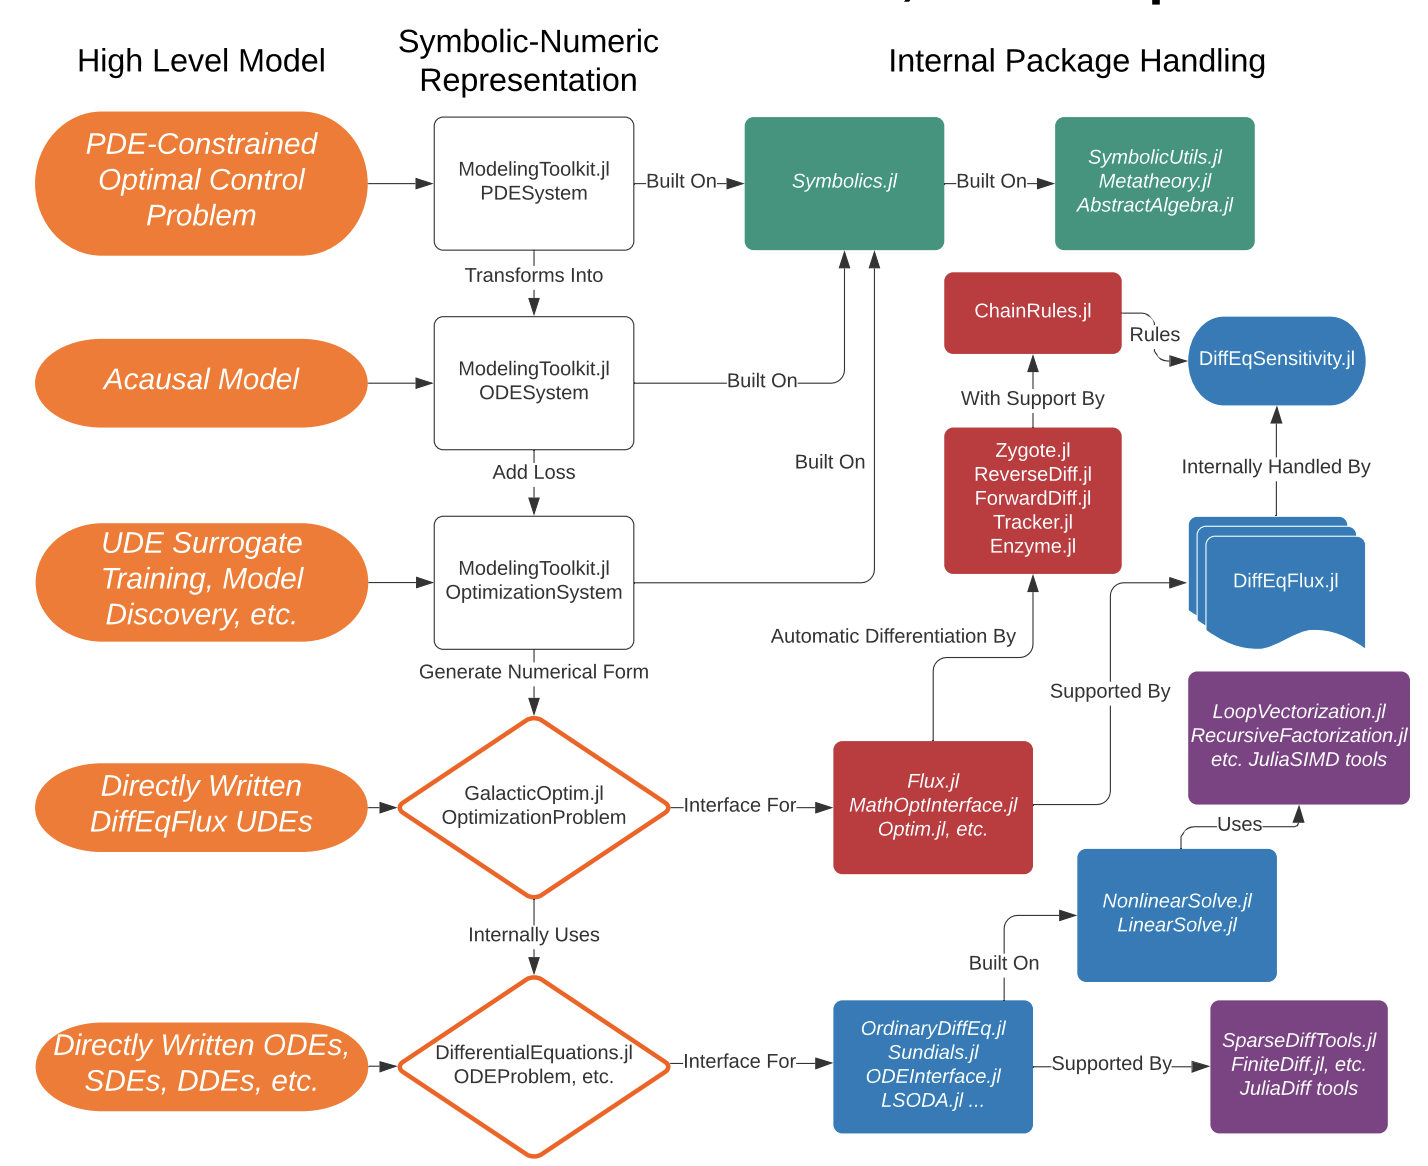 High Level Model
Symbolic-Numeric
Representation
Internal Package Handling
PDE-Constrained
Optimal Control
Problem
ModelingToolkit.jl
PDESystem
Built On
Symbolics.jl
Built On
SymbolicUtils.jl
Metatheory.jl
AbstractAlgebra.jl
Transforms Into
ChainRules.jl
Rules
DiffEqSensitivity.jl
Acausal Model
ModelingToolkit.jl
ODESystem
Built On
With Support By
Add Loss
Built On
Zygote.jl
ReverseDiff.jl
ForwardDiff.jl
Tracker.jl
Enzyme.jl
Internally Handled By
UDE Surrogate
Training, Model
Discovery, etc.
ModelingToolkit.jl
OptimizationSystem
DiffEqFlux.jl
Automatic Differentiation By
Generate Numerical Form
Supported By
LoopVectorization.jl
RecursiveFactorization.jl
etc. JuliaSIMD tools
Directly Written
DiffEqFlux UDEs
GalacticOptim.jl
OptimizationProblem
Interface For
Flux.jl
MathOptInterface.jl
Optim.jl, etc.
Uses
NonlinearSolve.jl
LinearSolve.jl
Internally Uses
Built On
Directly Written ODEs,
SDEs, DDEs, etc.
DifferentialEquations.jl
ODEProblem, etc.
Interface For
OrdinaryDiffEq.jl
Sundials.jl
ODEInterface.jl
LSODA.jl ...
Supported By
SparseDiffTools.jl
FiniteDiff.jl, etc.
JuliaDiff tools